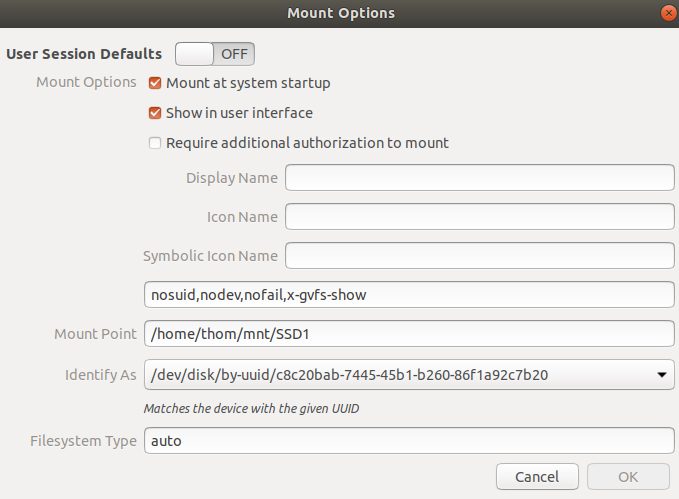 Mount Options
User Session Defaults OFF
Mount Options Mount at system startup
Show in user interface
Require additional authorization to mount
Display Name
Icon Name
Symbolic Icon Name
nosuid,nodev,nofail,x-gvfs-show
Mount Point /home/thom/mnt/SSD1
Identify As /dev/disk/by-uuid/c8c20bab-7445-45b1-b260-86f1a92c7b20
Matches the device with the given UUID
Filesystem Type auto
Cancel OK